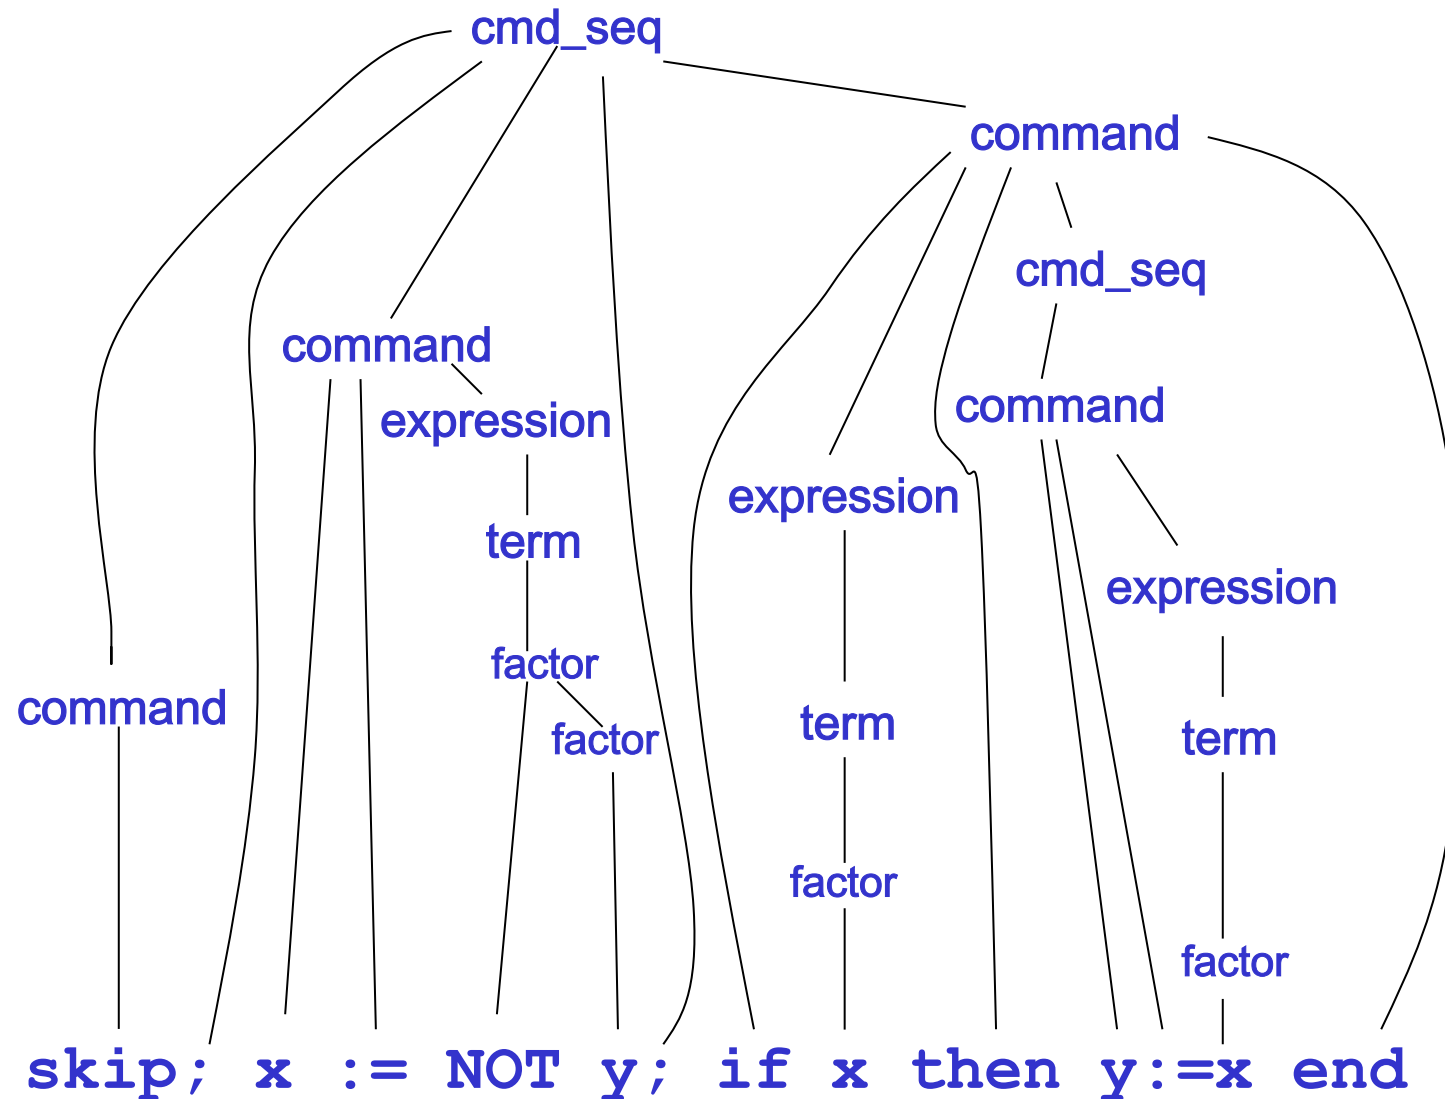 cmd_seq
command
cmd_seq
command
command
expression
expression
term
expression
factor
command
term
term
factor
factor
factor
skip; x := NOT y; if x then y:=x end